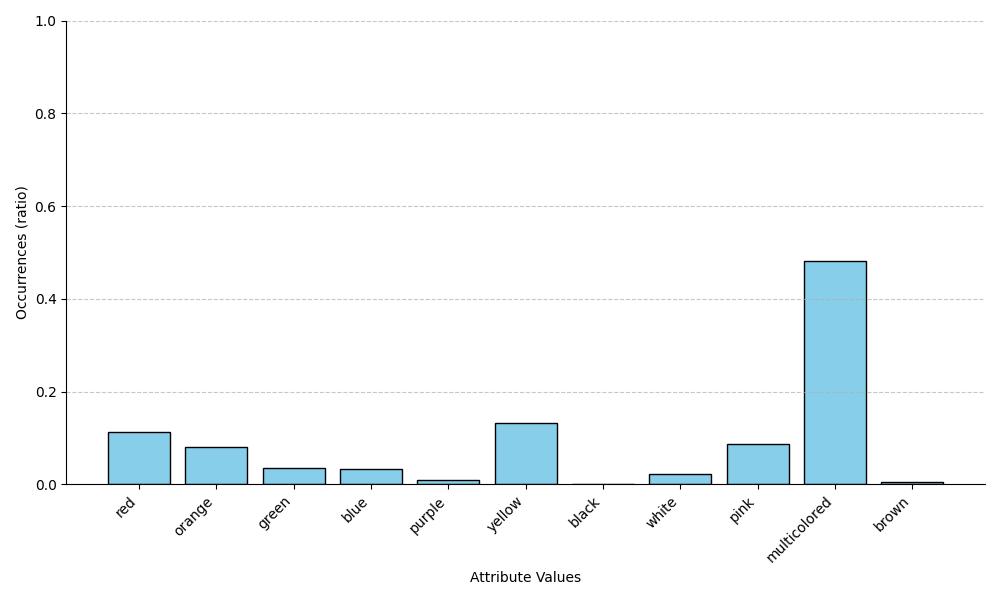 1.0
0.8
0.6
0.4
0.2
0.0
Occurrences (ratio)
red
orange
green
blue
purple
yellow
black
white
pink
multicolored
brown
Attribute Values